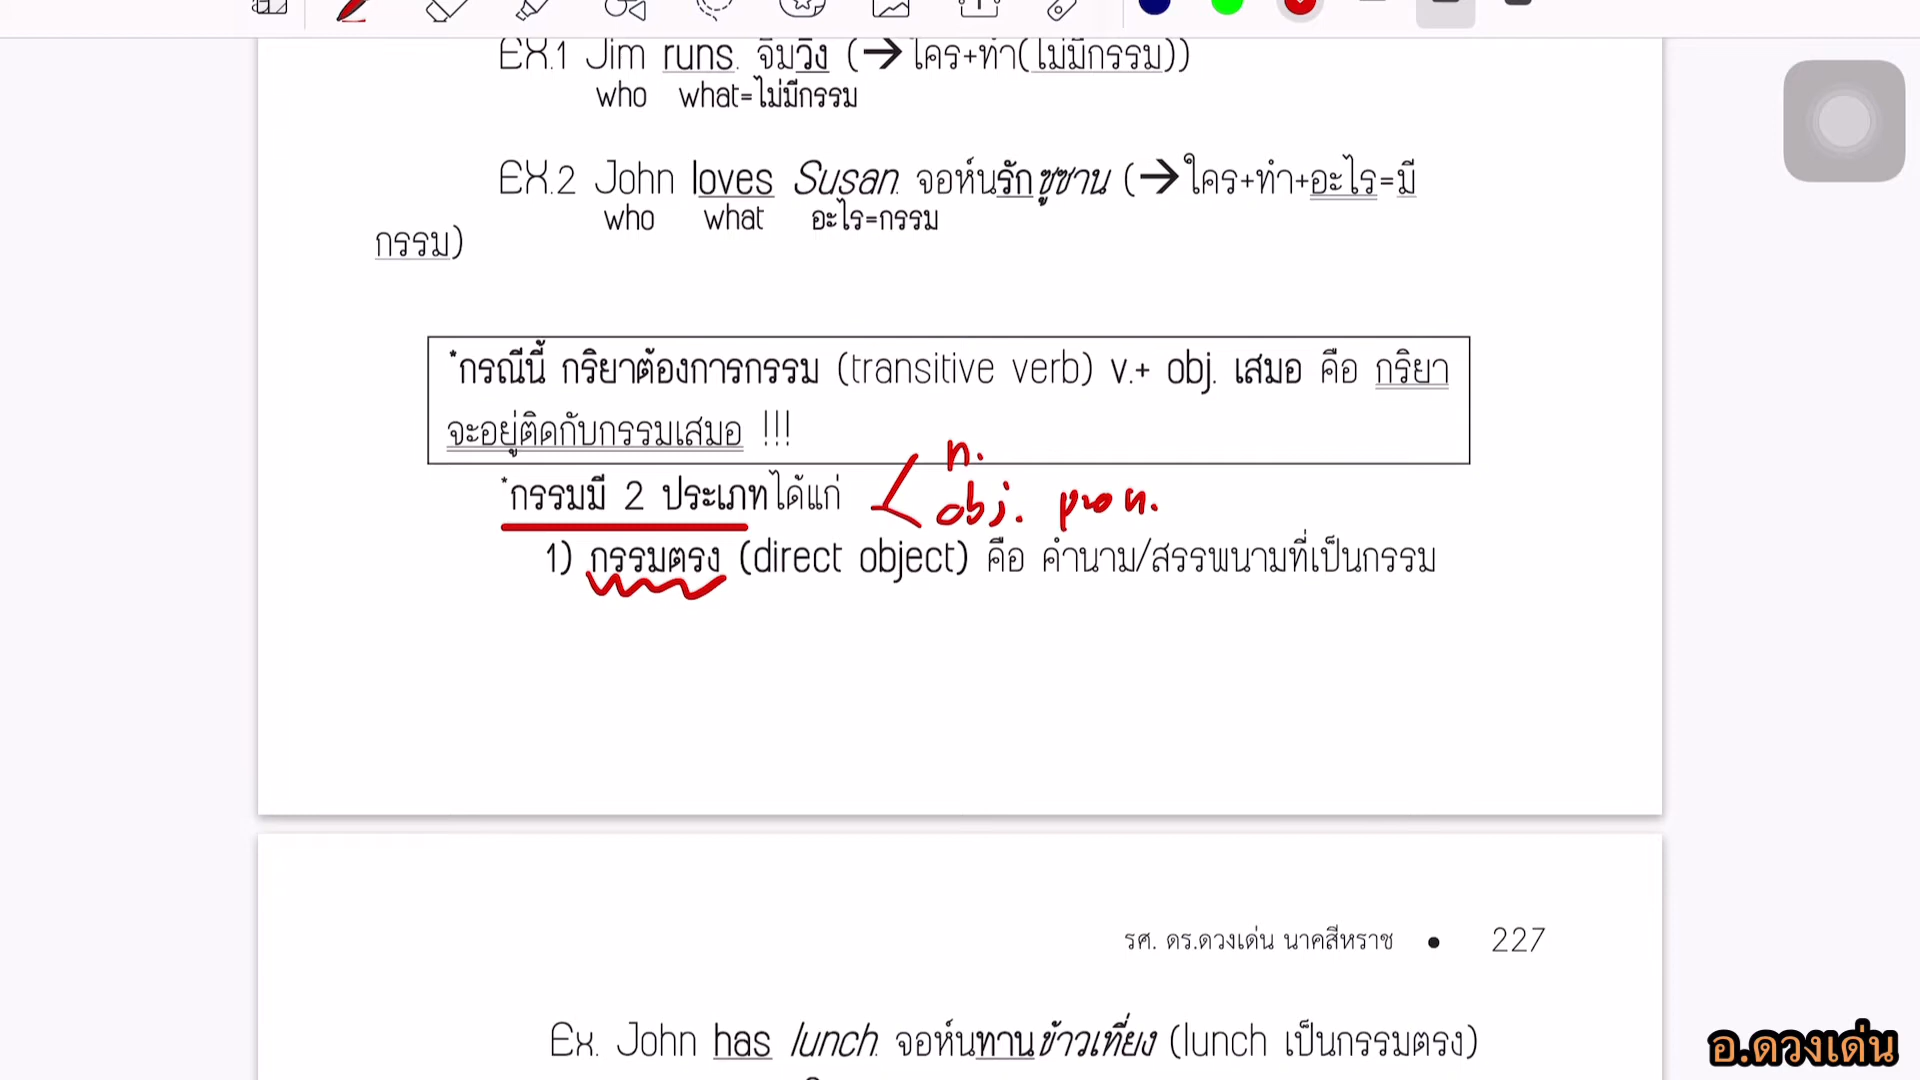 EX.1 Jim runs. จิมวิ่ง (→ใคร+ทำ(ไม่มีกรรม))
who what=ไม่มีกรรม
EX.2 John loves Susan. จอห์นรักซูซาน (→ใคร+ทำ+อะไร=มี
who what อะไร=กรรม
กรรม)
*กรณีนี้ กริยาต้องการกรรม (transitive verb) v.+ obj. เสมอ คือ กริยา
จะอยู่ติดกับกรรมเสมอ !!!
n.
*กรรมมี 2 ประเภทได้แก่ obj. pron.
1) กรรมตรง (direct object) คือ คำนาม/สรรพนามที่เป็นกรรม
รศ. ดร.ดวงเด่น นาคสีหราช • 227
Ex. John has lunch. จอห์นทานข้าวเที่ยง (lunch เป็นกรรมตรง)
อ.ดวงเด่น